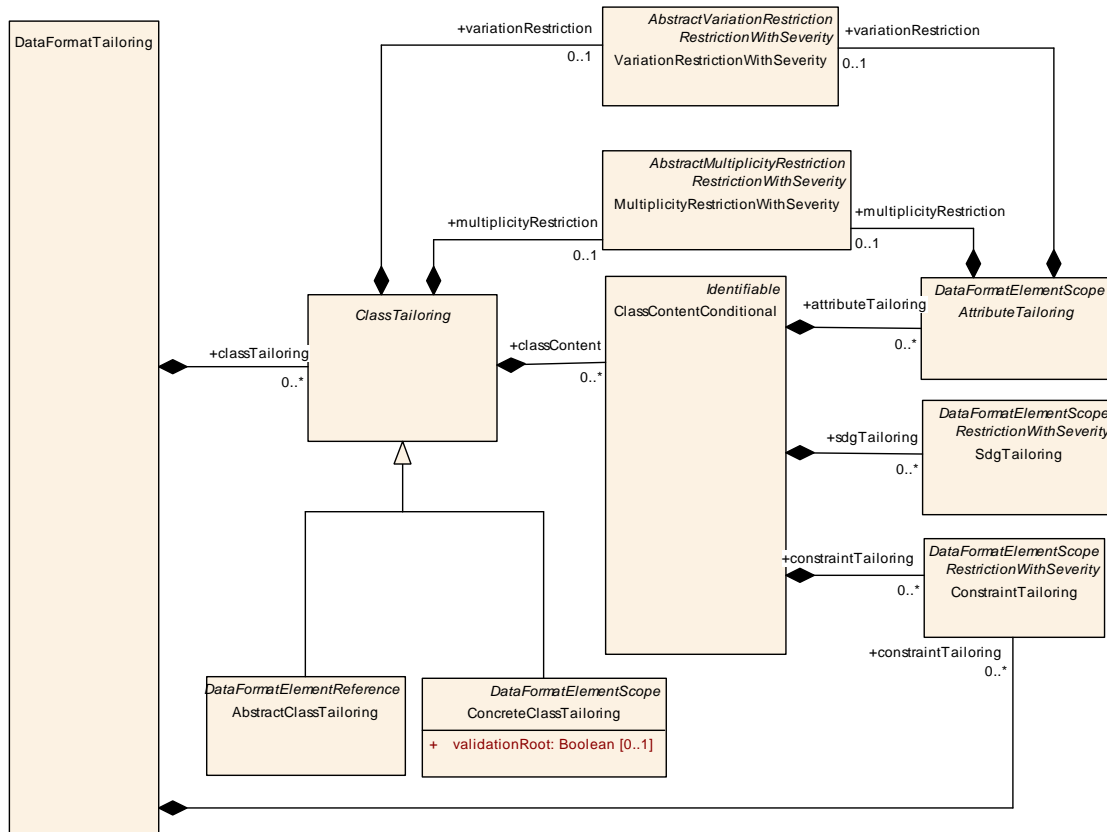 DataFormatTailoring
+variationRestriction
0..1
AbstractVariationRestriction
RestrictionWithSeverity
VariationRestrictionWithSeverity
+variationRestriction
0..1
AbstractMultiplicityRestriction
RestrictionWithSeverity
MultiplicityRestrictionWithSeverity
+multiplicityRestriction
0..1
+multiplicityRestriction
0..1
ClassTailoring
+classTailoring
0..*
+classContent
0..*
Identifiable
ClassContentConditional
+attributeTailoring
0..*
DataFormatElementScope
AttributeTailoring
+sdgTailoring
0..*
DataFormatElementScope
RestrictionWithSeverity
SdgTailoring
+constraintTailoring
0..*
DataFormatElementScope
RestrictionWithSeverity
ConstraintTailoring
+constraintTailoring
0..*
DataFormatElementReference
AbstractClassTailoring
DataFormatElementScope
ConcreteClassTailoring
+ validationRoot: Boolean [0..1]